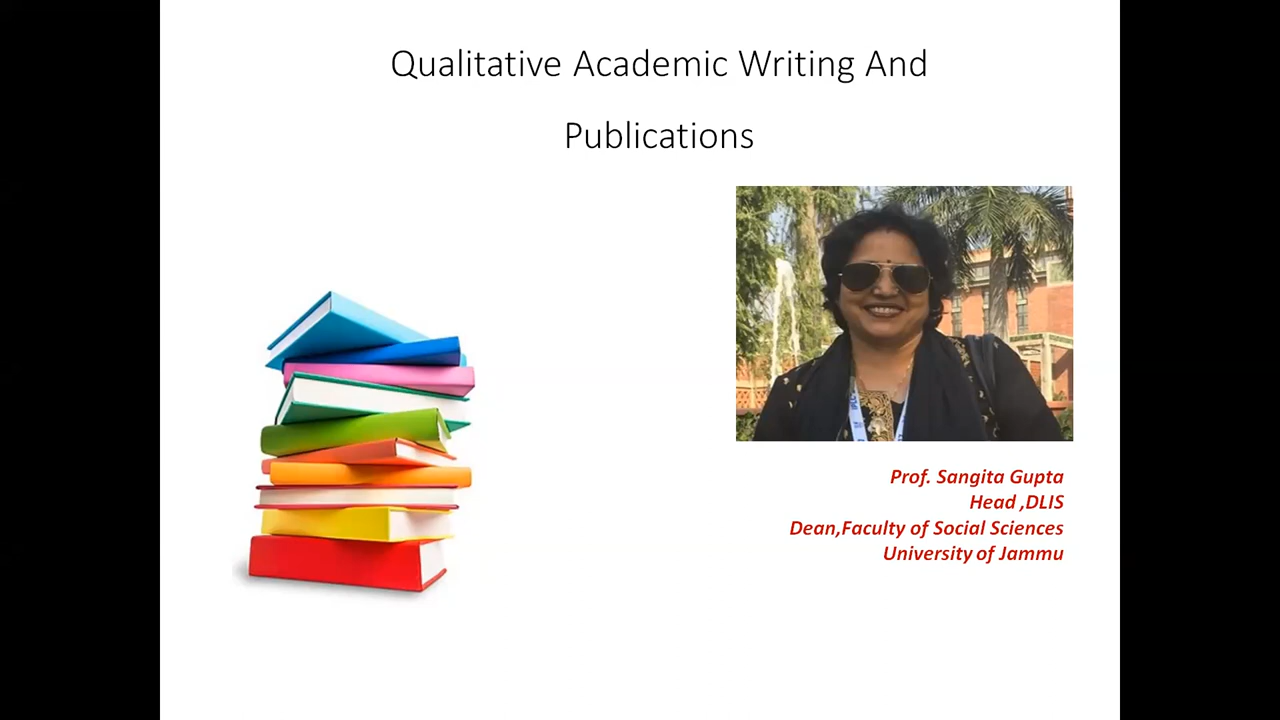 Qualitative Academic Writing And
Publications
Prof. Sangita Gupta
Head ,DLIS
Dean,Faculty of Social Sciences
University of Jammu